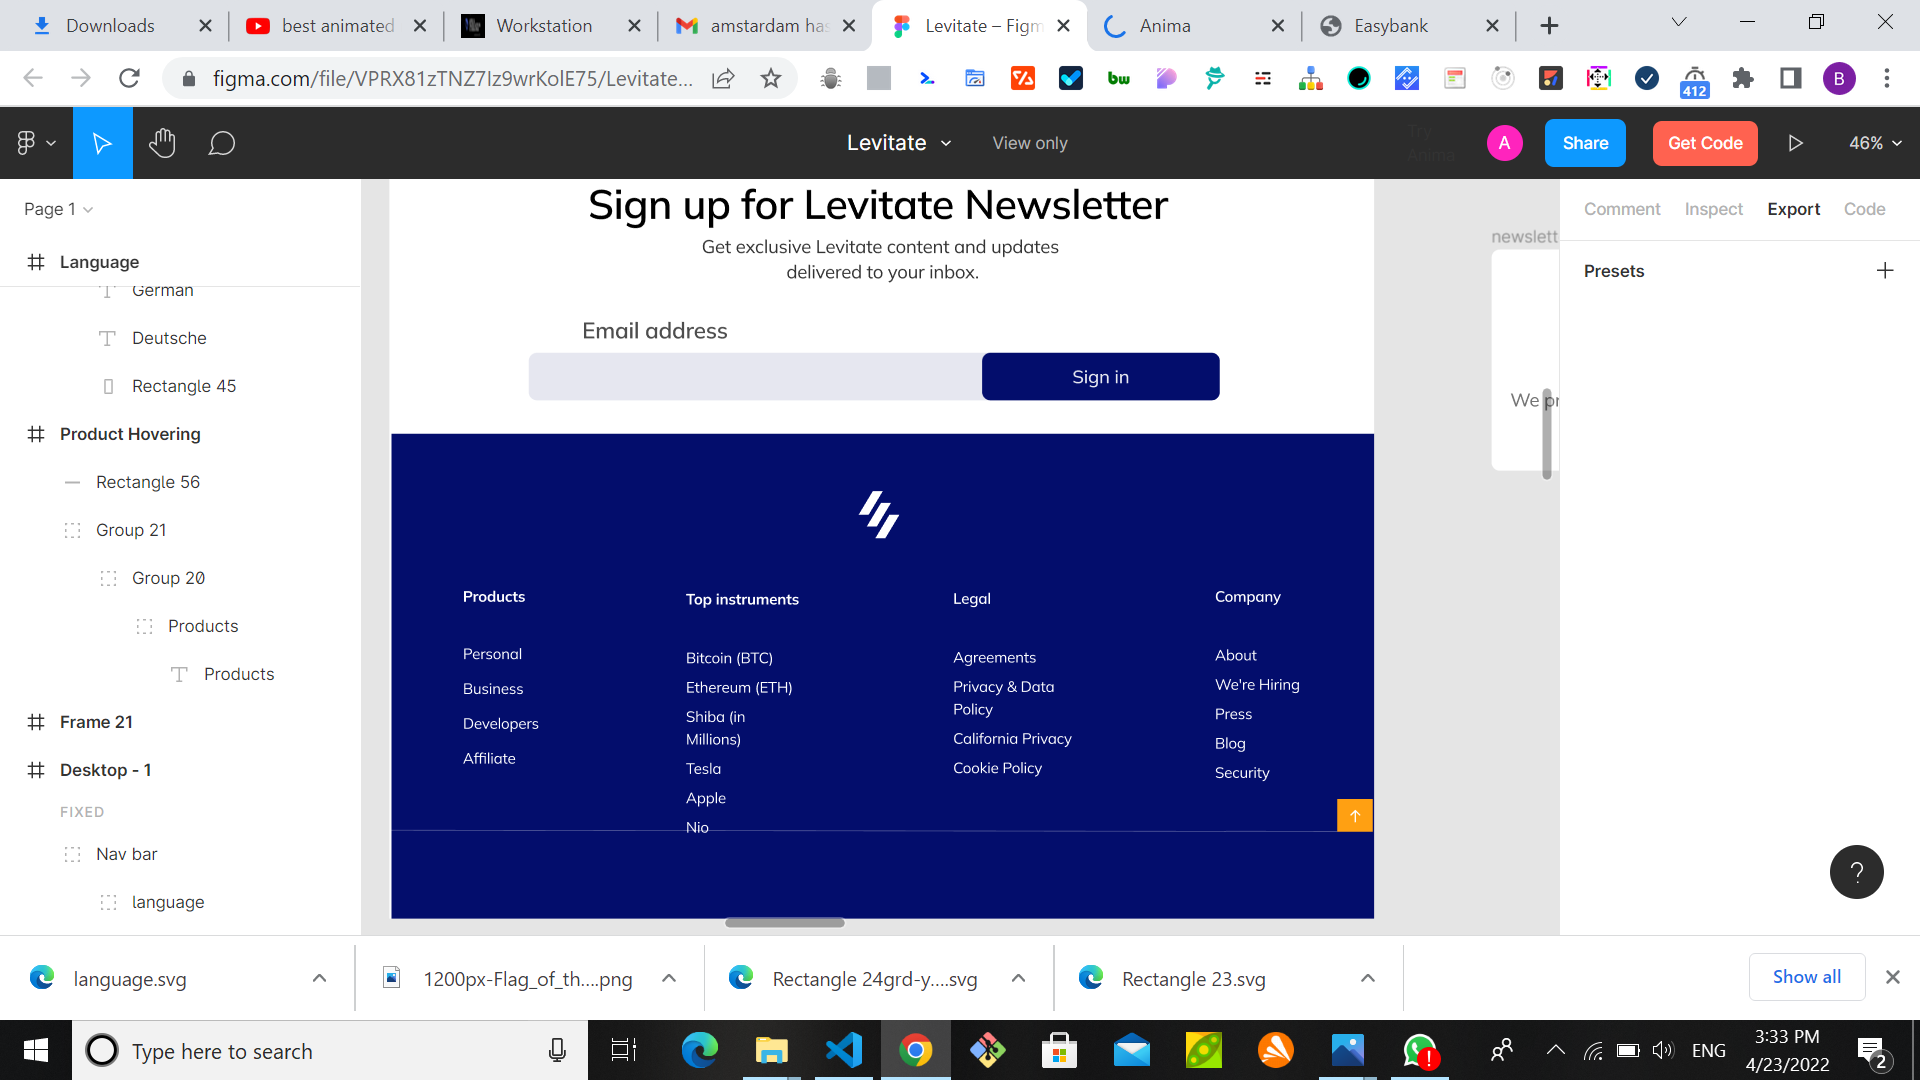 Downloads
best animated
Workstation
amstardam has
Levitate – Figm
Anima
Easybank
figma.com/file/VPRX81zTNZ7Iz9wrKolE75/Levitate...
bw
412
B
Levitate
View only
Try
Anima
A
Share
Get Code
46%
Page 1
Language
German
Deutsche
Rectangle 45
Product Hovering
Rectangle 56
Group 21
Group 20
Products
Products
Frame 21
Desktop - 1
FIXED
Nav bar
language
Sign up for Levitate Newsletter
Get exclusive Levitate content and updates
delivered to your inbox.
Email address
Sign in
Products
Personal
Business
Developers
Affiliate
Top instruments
Bitcoin (BTC)
Ethereum (ETH)
Shiba (in
Millions)
Tesla
Apple
Nio
Legal
Agreements
Privacy & Data
Policy
California Privacy
Cookie Policy
Company
About
We're Hiring
Press
Blog
Security
newslett
We pr
Comment
Inspect
Export
Code
Presets
?
language.svg
1200px-Flag_of_th....png
Rectangle 24grd-y....svg
Rectangle 23.svg
Show all
Type here to search
ENG
3:33 PM
4/23/2022
2